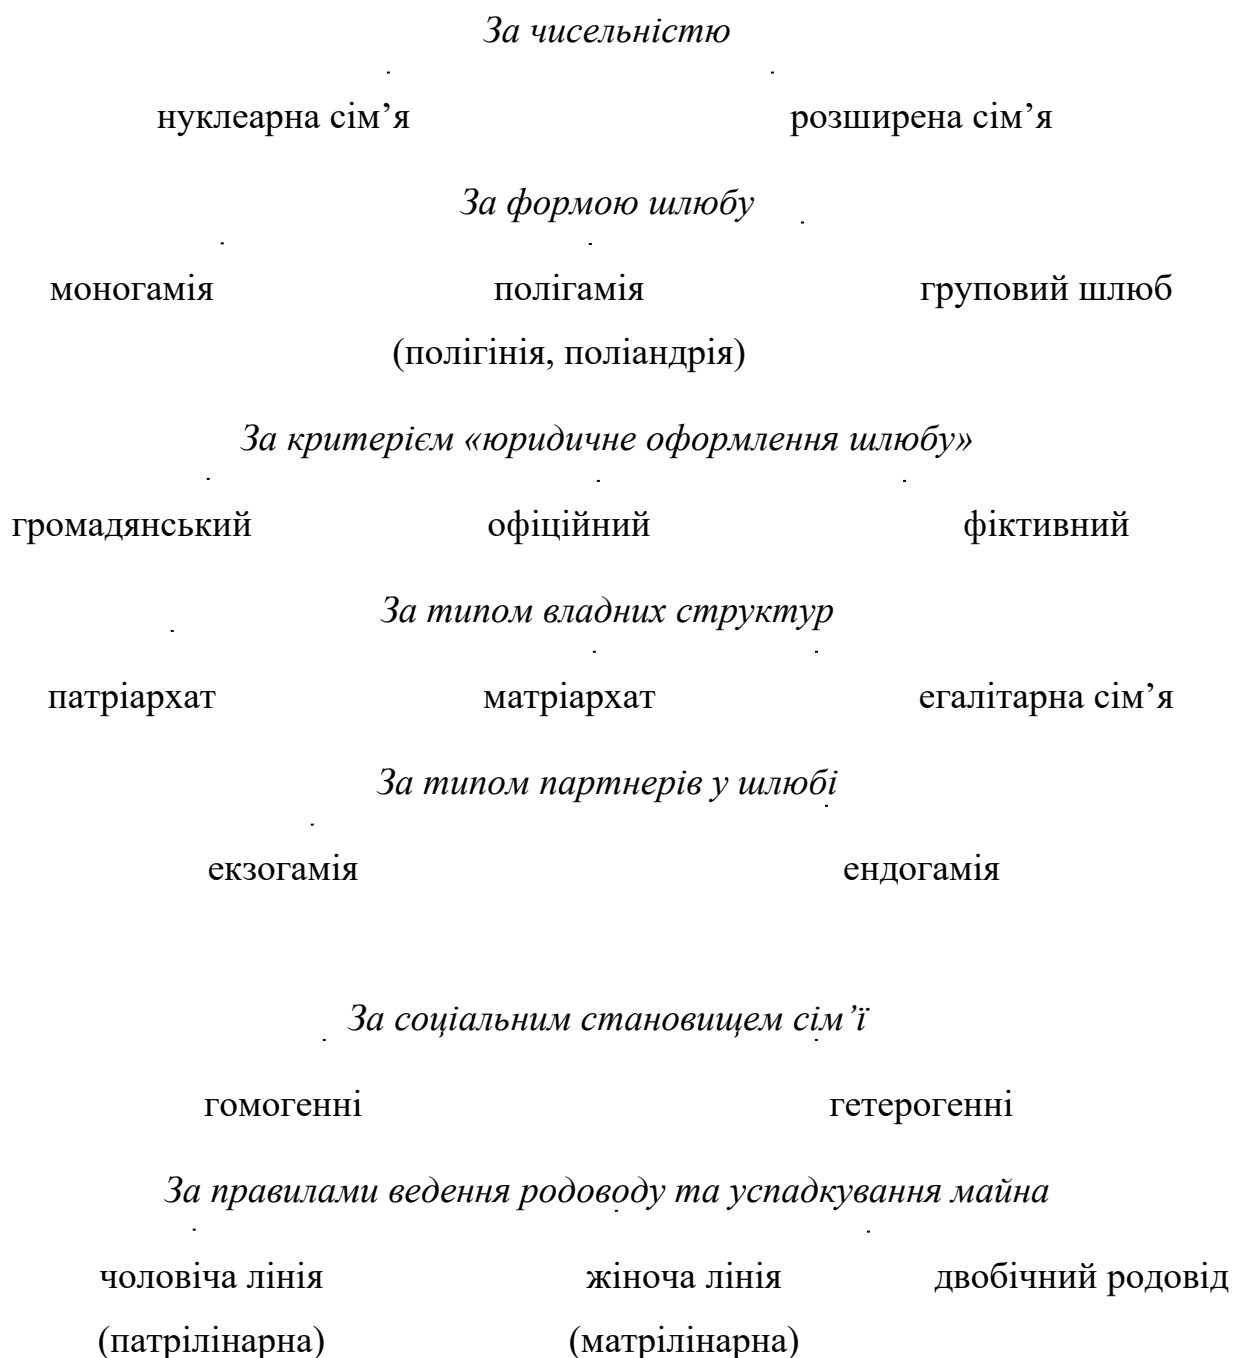 За чисельністю
нуклеарна сім’я розширена сім’я
За формою шлюбу
моногамія полігамія груповий шлюб
(полігінія, поліандрія)
За критерієм «юридичне оформлення шлюбу»
громадянський офіційний фіктивний
За типом владних структур
патріархат матріархат егалітарна сім’я
За типом партнерів у шлюбі
екзогамія ендогамія
За соціальним становищем сім’ї
гомогенні гетерогенні
За правилами ведення родоводу та успадкування майна
чоловіча лінія жіноча лінія двобічний родовід
(патрілінарна) (матрілінарна)